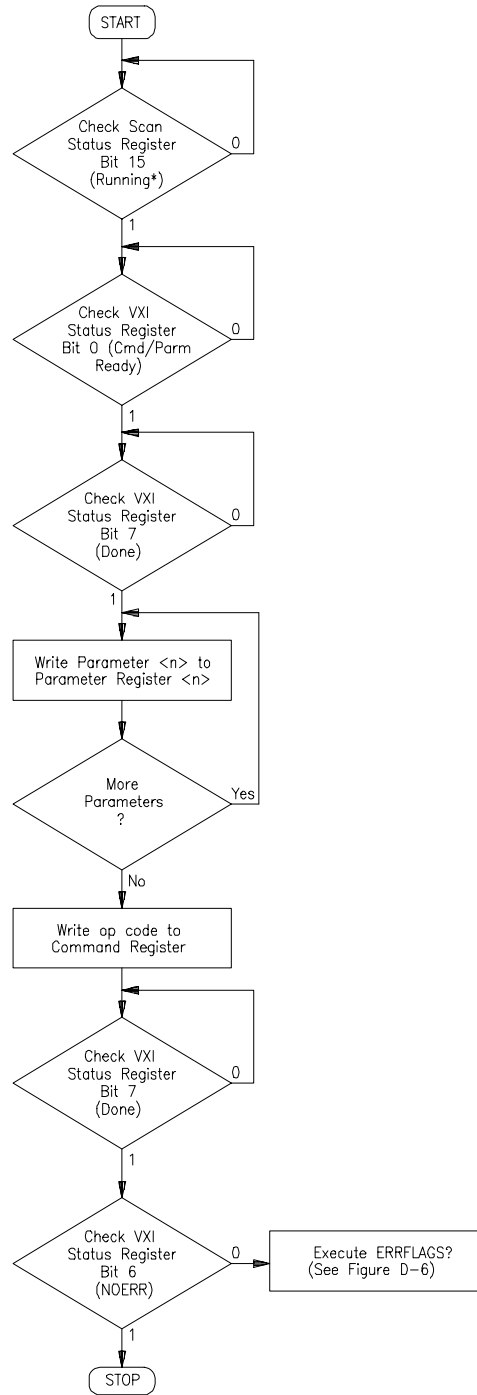 START
Check Scan
Status Register
Bit 15
(Running*)
0
1
Check VXI
Status Register
Bit 0 (Cmd/Parm
Ready)
0
1
Check VXI
Status Register
Bit 7
(Done)
0
1
Write Parameter <n> to
Parameter Register <n>
More
Parameters
?
Yes
No
Write op code to
Command Register
Check VXI
Status Register
Bit 7
(Done)
0
1
Check VXI
Status Register
Bit 6
(NOERR)
0
Execute ERRFLAGS?
(See Figure D-6)
1
STOP